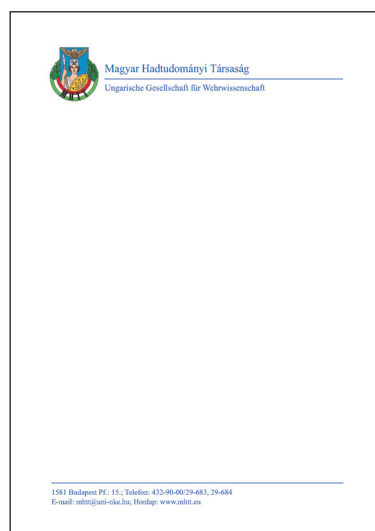 Magyar Hadtudományi Társaság
Ungarische Gesellschaft für Wehrwissenschaft
1581 Budapest Pf.: 15.; Telefon: 432-90-00/29-683, 29-684
E-mail: mhtt@uni-nke.hu; Honlap: www.mhtt.eu